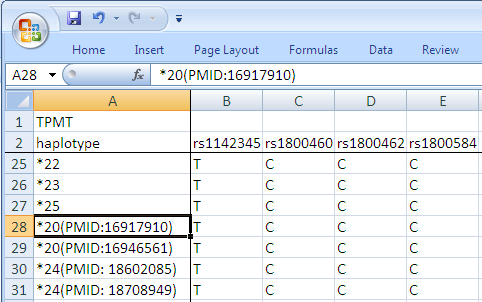 Home Insert Page Layout Formulas Data Review
A28 fx *20(PMID:16917910)
A B C D E
1 TPMT
2 haplotype rs1142345 rs1800460 rs1800462 rs1800584
25 *22 T C C C
26 *23 T C C C
27 *25 T C C C
28 *20(PMID:16917910) T C C C
29 *20(PMID:16946561) T C C C
30 *24(PMID: 18602085) T C C C
31 *24(PMID: 18708949) T C C C